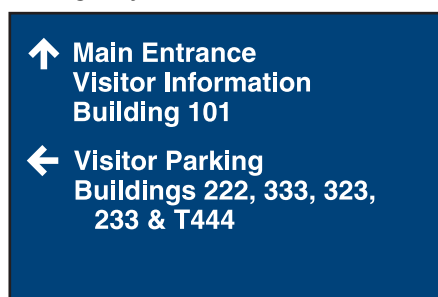 Main Entrance
Visitor Information
Building 101
Visitor Parking
Buildings 222, 333, 323,
233 & T444